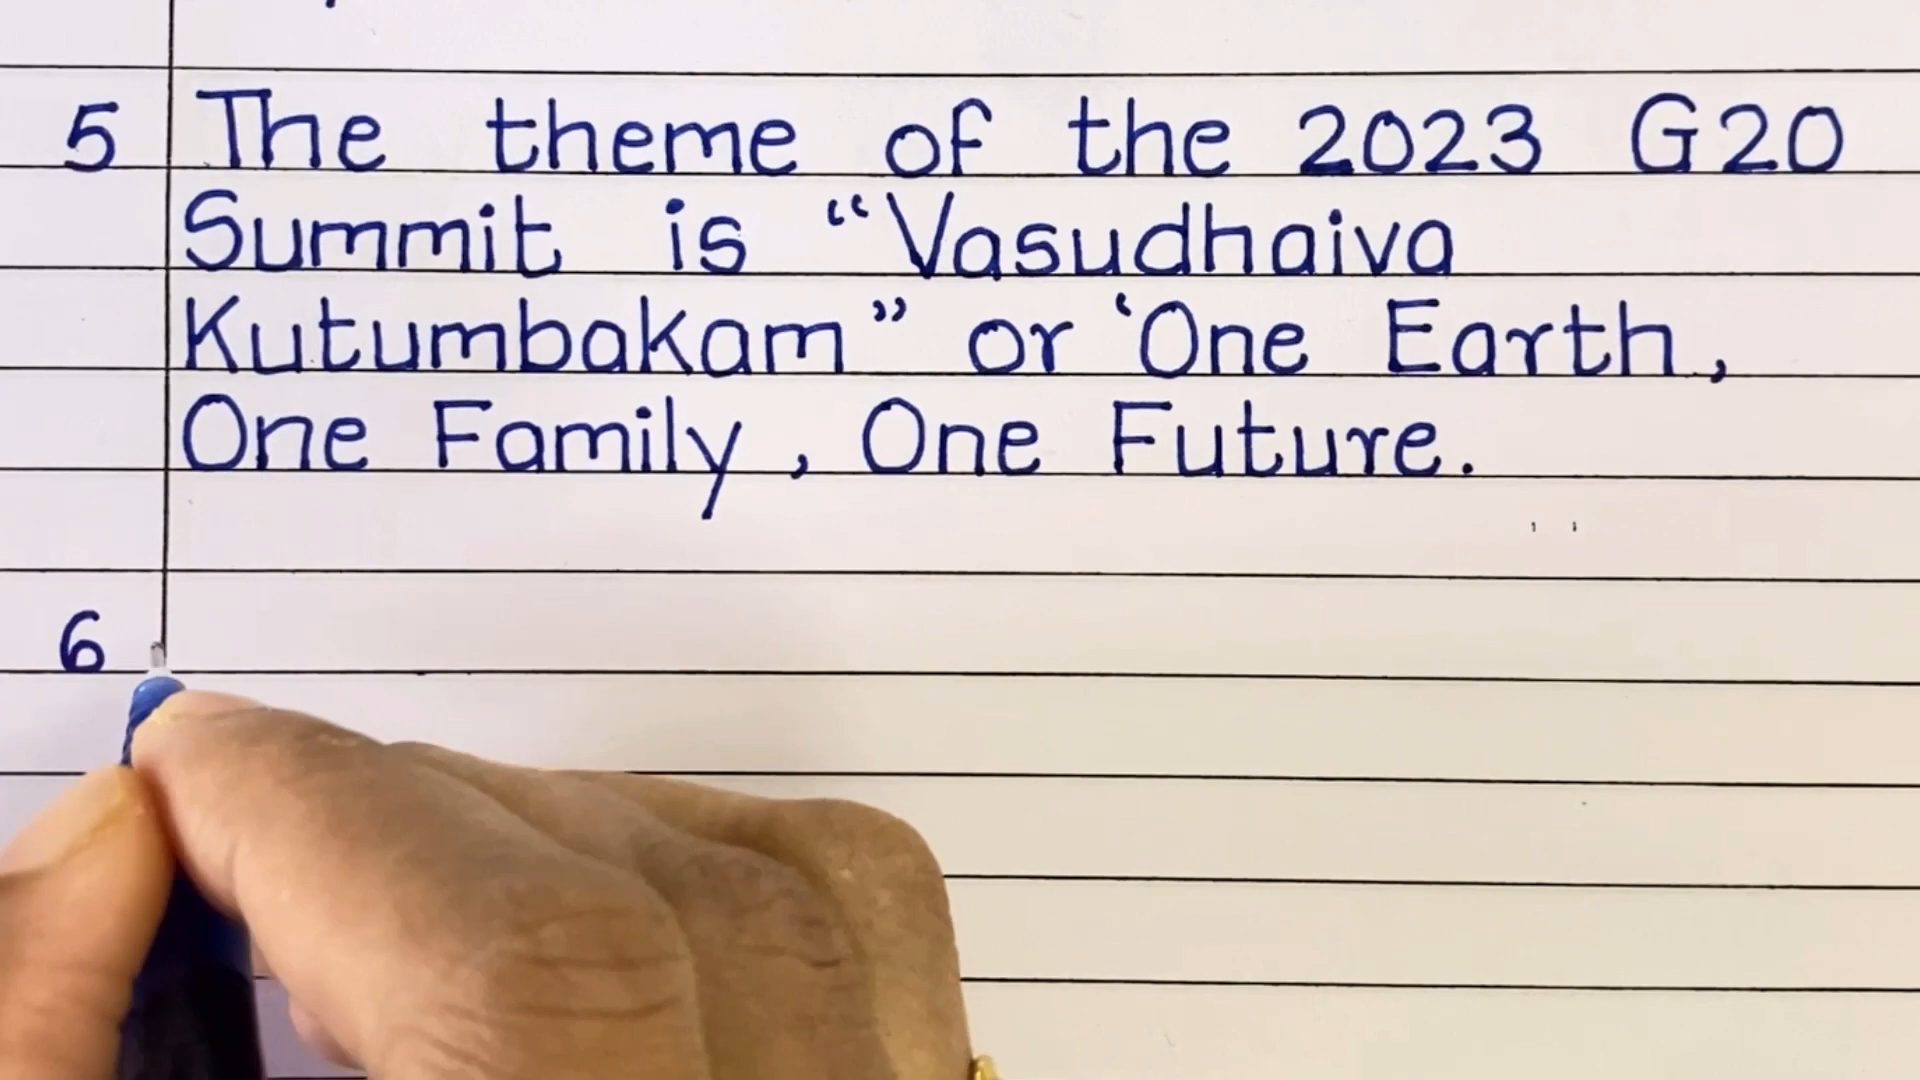 5 The theme of the 2023 G20
Summit is “Vasudhaiva
Kutumbakam” or ‘One Earth,
One Family, One Future.
6